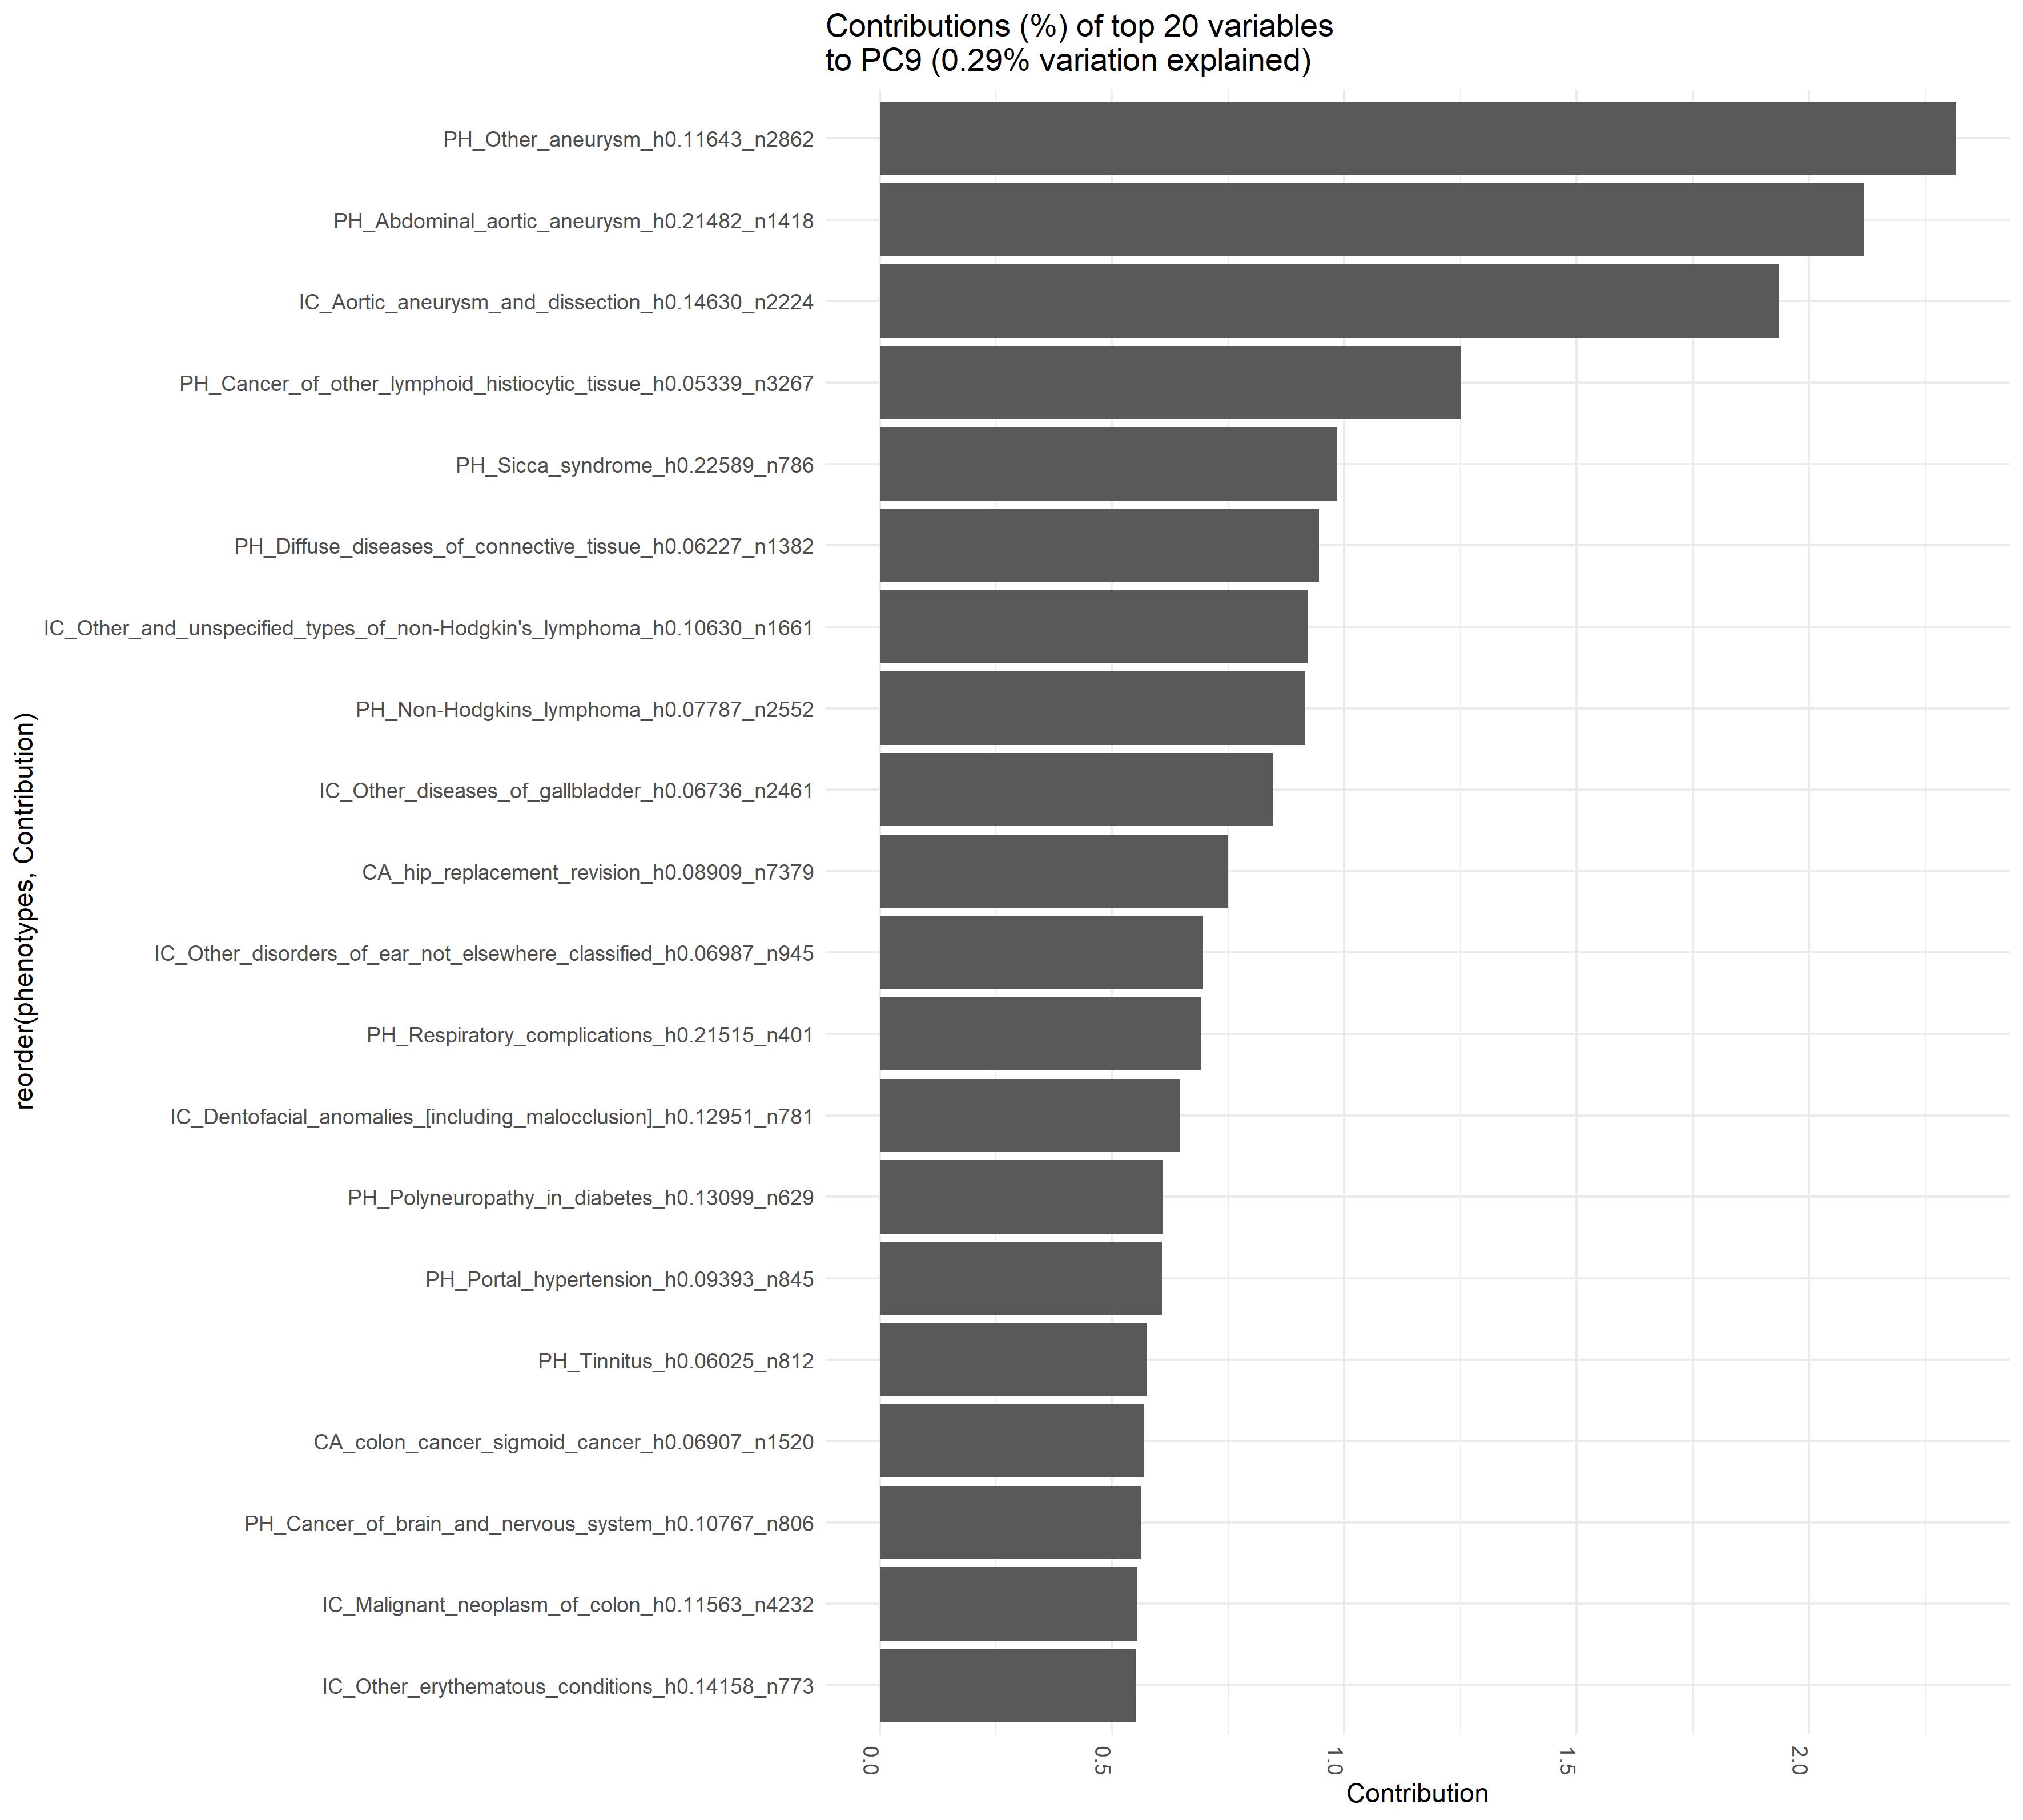 Contributions (%) of top 20 variables
to PC9 (0.29% variation explained)
PH_Other_aneurysm_h0.11643_n2862
PH_Abdominal_aortic_aneurysm_h0.21482_n1418
IC_Aortic_aneurysm_and_dissection_h0.14630_n2224
PH_Cancer_of_other_lymphoid_histiocytic_tissue_h0.05339_n3267
PH_Sicca_syndrome_h0.22589_n786
PH_Diffuse_diseases_of_connective_tissue_h0.06227_n1382
IC_Other_and_unspecified_types_of_non-Hodgkin's_lymphoma_h0.10630_n1661
PH_Non-Hodgkins_lymphoma_h0.07787_n2552
IC_Other_diseases_of_gallbladder_h0.06736_n2461
CA_hip_replacement_revision_h0.08909_n7379
IC_Other_disorders_of_ear_not_elsewhere_classified_h0.06987_n945
PH_Respiratory_complications_h0.21515_n401
IC_Dentofacial_anomalies_[including_malocclusion]_h0.12951_n781
PH_Polyneuropathy_in_diabetes_h0.13099_n629
PH_Portal_hypertension_h0.09393_n845
PH_Tinnitus_h0.06025_n812
CA_colon_cancer_sigmoid_cancer_h0.06907_n1520
PH_Cancer_of_brain_and_nervous_system_h0.10767_n806
IC_Malignant_neoplasm_of_colon_h0.11563_n4232
IC_Other_erythematous_conditions_h0.14158_n773
reorder(phenotypes, Contribution)
0.0
0.5
1.0
1.5
2.0
Contribution